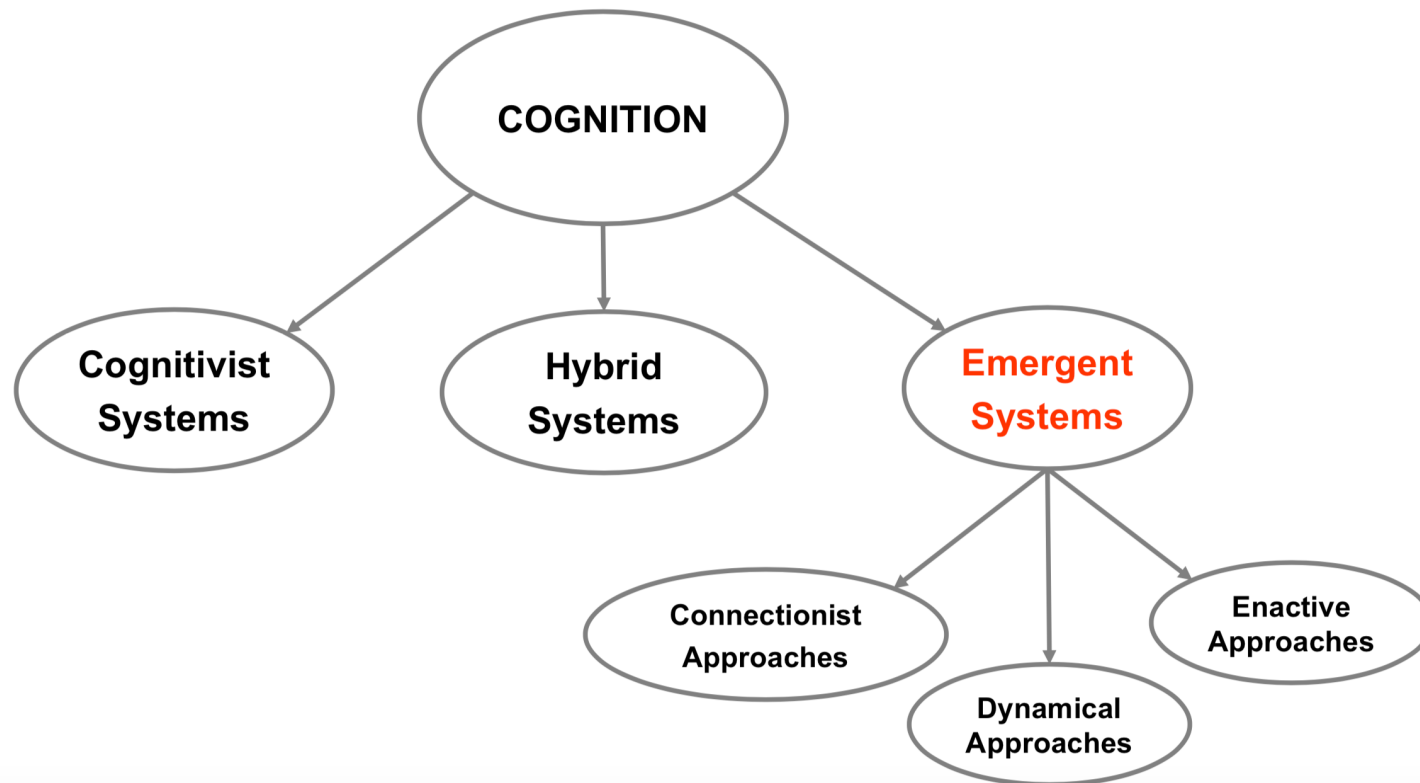 COGNITION
Cognitivist
Systems
Hybrid
Systems
Emergent
Systems
Connectionist
Approaches
Dynamical
Approaches
Enactive
Approaches